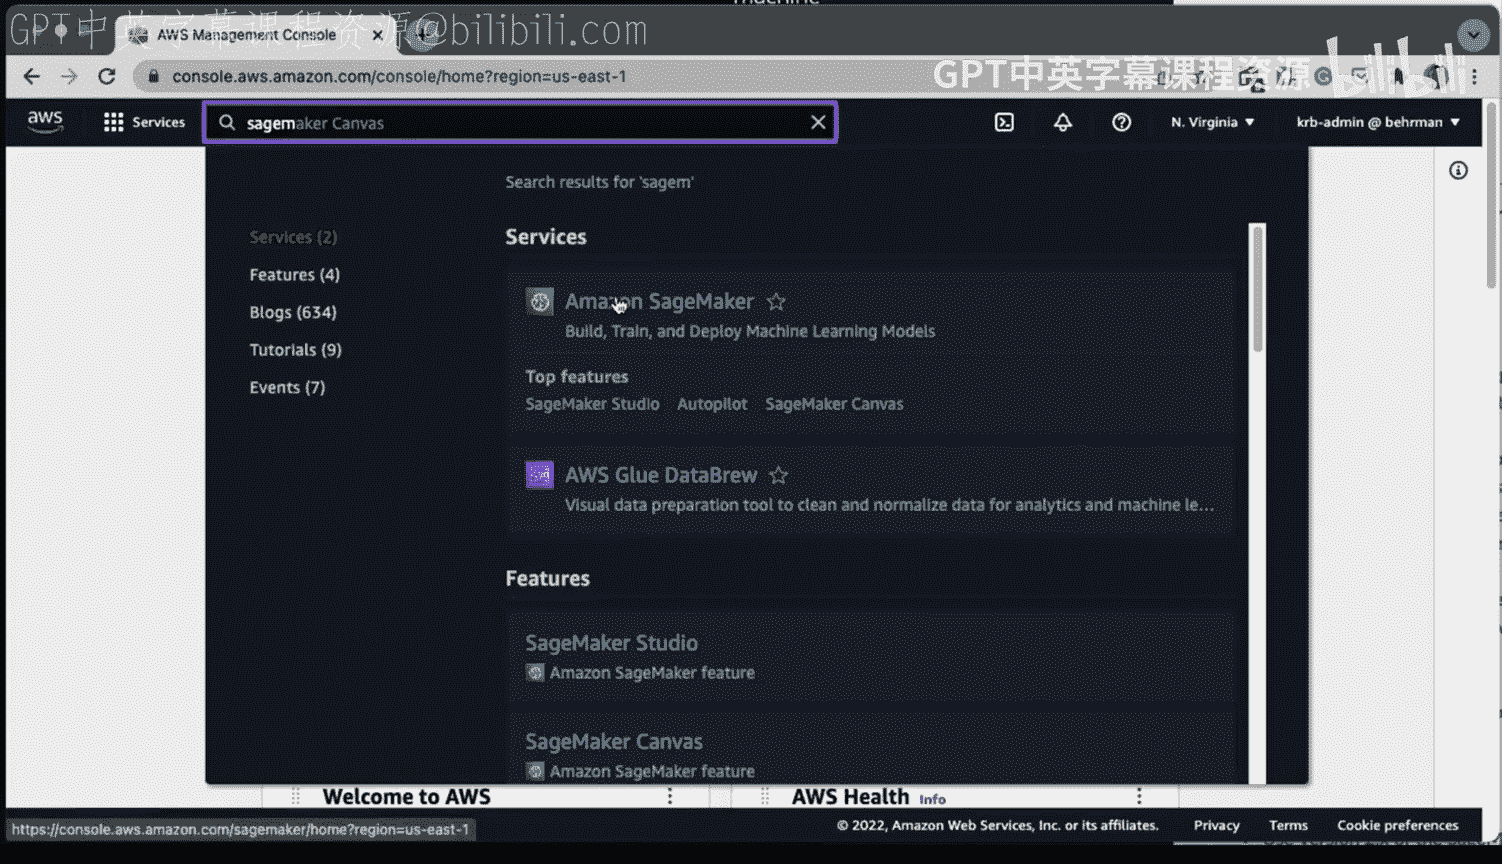 machine
GPT中英字幕课程资源@bilibili.com
AWS Management Console
console.aws.amazon.com/console/home?region=us-east-1
GPT中英字幕课程资源
bilibili
aws
Services
sagemaker Canvas
N. Virginia
krb-admin @ behrman
Search results for 'sagem'
Services (2)
Features (4)
Blogs (634)
Tutorials (9)
Events (7)
Services
Amazon SageMaker
Build, Train, and Deploy Machine Learning Models
Top features
SageMaker Studio Autopilot SageMaker Canvas
AWS Glue DataBrew
Visual data preparation tool to clean and normalize data for analytics and machine le...
Features
SageMaker Studio
Amazon SageMaker feature
SageMaker Canvas
Amazon SageMaker feature
Welcome to AWS
AWS Health Info
https://console.aws.amazon.com/sagemaker/home?region=us-east-1
© 2022, Amazon Web Services, Inc. or its affiliates.
Privacy
Terms
Cookie preferences